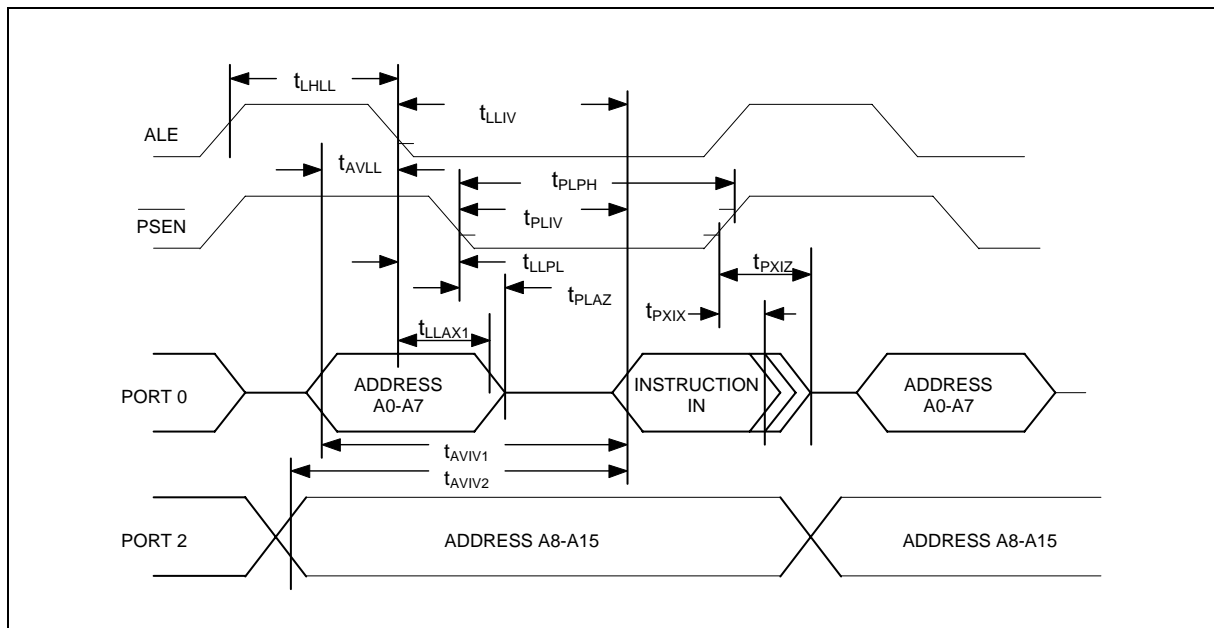 tLHLL
tLLIV
ALE
tAVLL
tPLPH
PSEN
tPLIV
tLLPL
tPXIZ
tPLAZ
tPXIX
tLLAX1
PORT 0
ADDRESS
A0-A7
INSTRUCTION
IN
ADDRESS
A0-A7
tAVIV1
tAVIV2
PORT 2
ADDRESS A8-A15
ADDRESS A8-A15